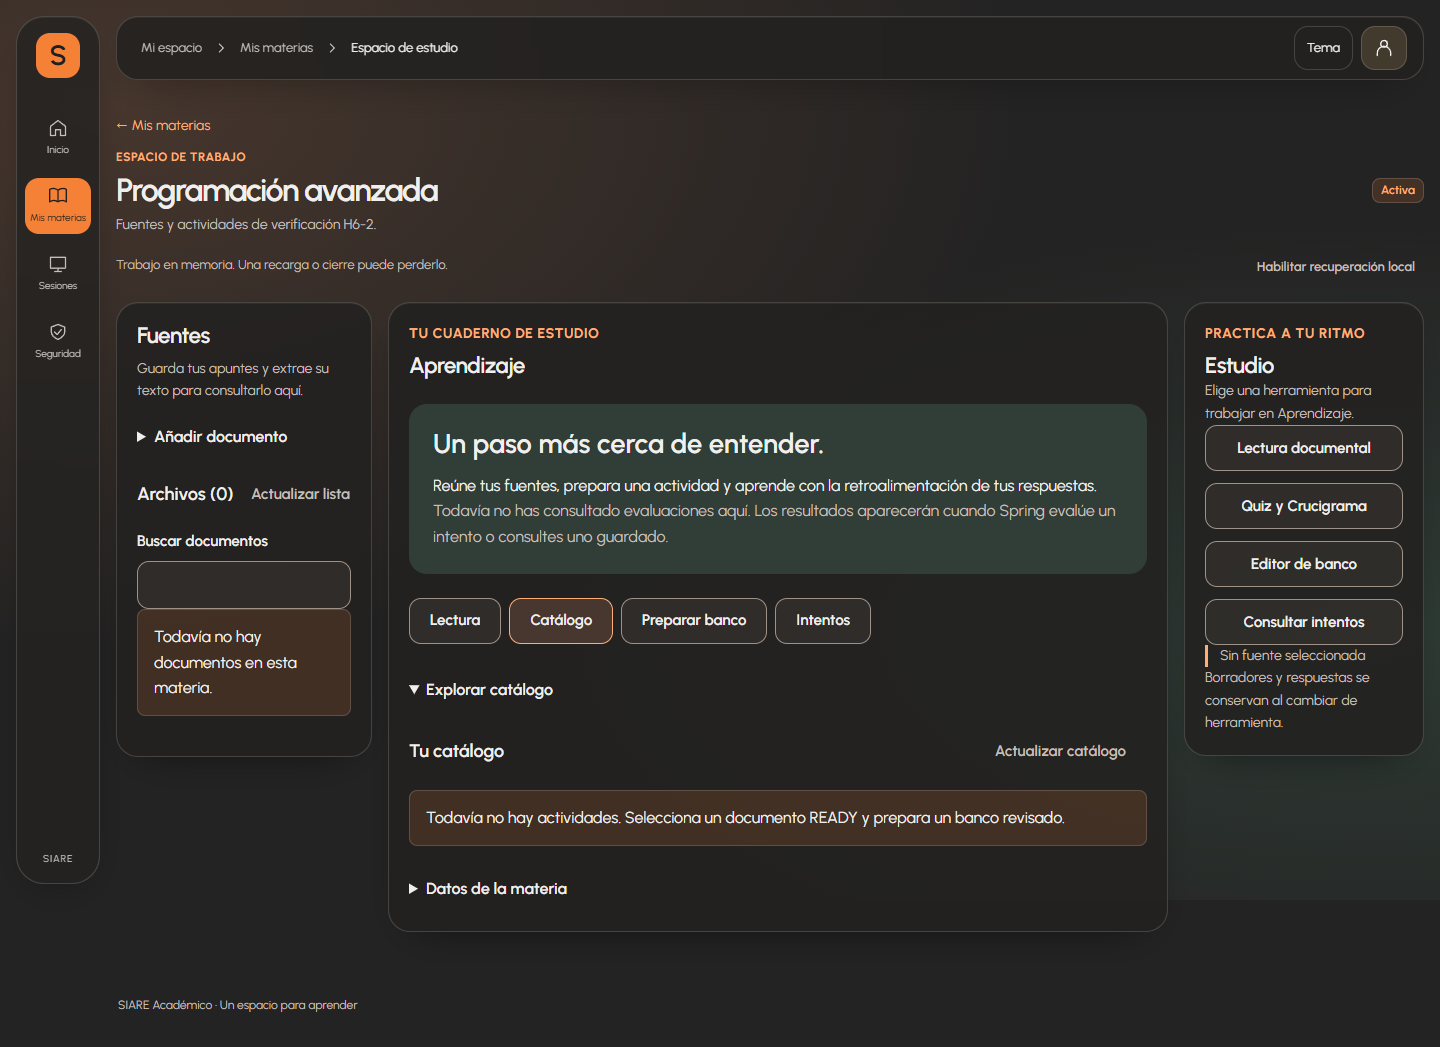 S
Inicio
Mis materias
Sesiones
Seguridad
SIARE
Mi espacio > Mis materias > Espacio de estudio
Tema
← Mis materias
ESPACIO DE TRABAJO
Programación avanzada
Activa
Fuentes y actividades de verificación H6-2.
Trabajo en memoria. Una recarga o cierre puede perderlo.
Habilitar recuperación local
Fuentes
Guarda tus apuntes y extrae su
texto para consultarlo aquí.
Añadir documento
Archivos (0)
Actualizar lista
Buscar documentos
Todavía no hay
documentos en esta
materia.
TU CUADERNO DE ESTUDIO
Aprendizaje
Un paso más cerca de entender.
Reúne tus fuentes, prepara una actividad y aprende con la retroalimentación de tus respuestas.
Todavía no has consultado evaluaciones aquí. Los resultados aparecerán cuando Spring evalúe un
intento o consultes uno guardado.
Lectura
Catálogo
Preparar banco
Intentos
Explorar catálogo
Tu catálogo
Actualizar catálogo
Todavía no hay actividades. Selecciona un documento READY y prepara un banco revisado.
Datos de la materia
PRACTICA A TU RITMO
Estudio
Elige una herramienta para
trabajar en Aprendizaje.
Lectura documental
Quiz y Crucigrama
Editor de banco
Consultar intentos
Sin fuente seleccionada
Borradores y respuestas se
conservan al cambiar de
herramienta.
SIARE Académico · Un espacio para aprender